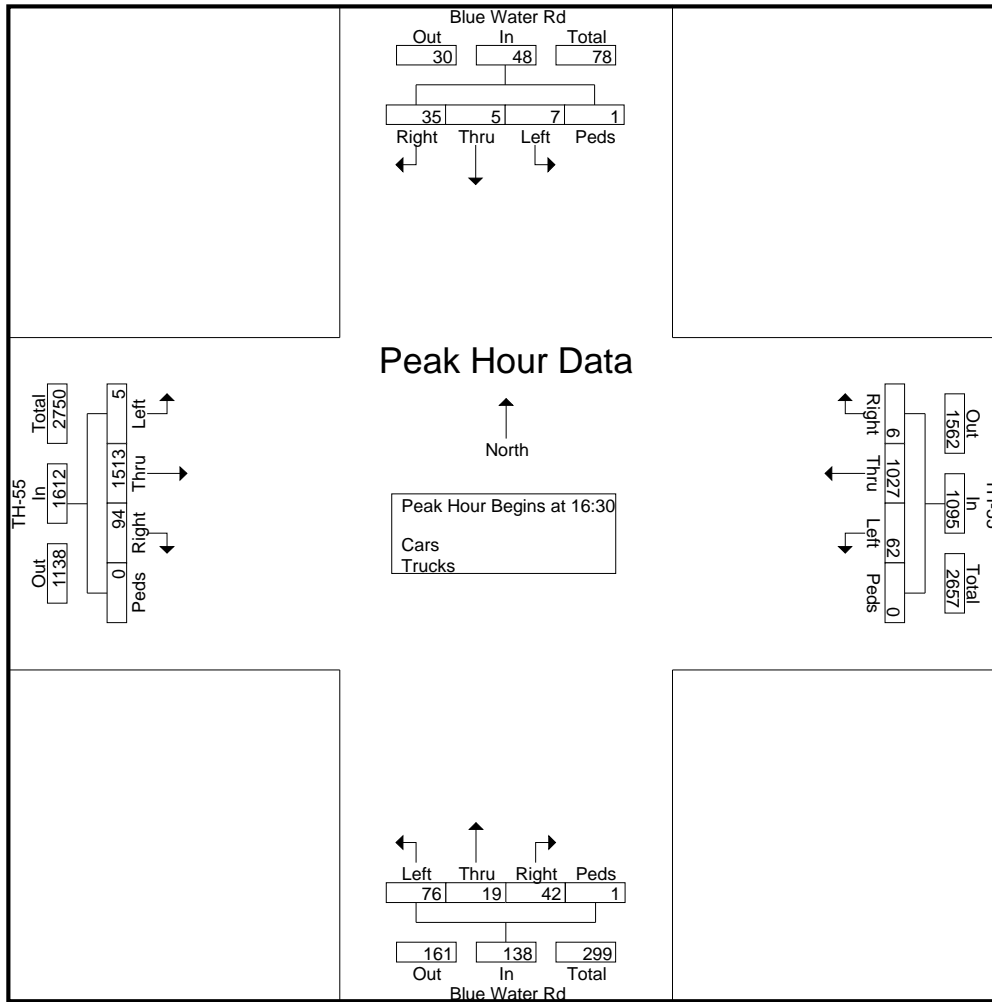 Blue Water Rd
Out In Total
30 48 78
35 5 7 1
Right Thru Left Peds
Peak Hour Data
North
Peak Hour Begins at 16:30
Cars
Trucks
TH-55
Total In Out
2750 1612 1138
5 1513 94 0
Left Thru Right Peds
Out In Total
1562 1095 2657
Right Thru Left Peds
6 1027 62 0
Left Thru Right Peds
76 19 42 1
161 138 299
Out In Total
Blue Water Rd